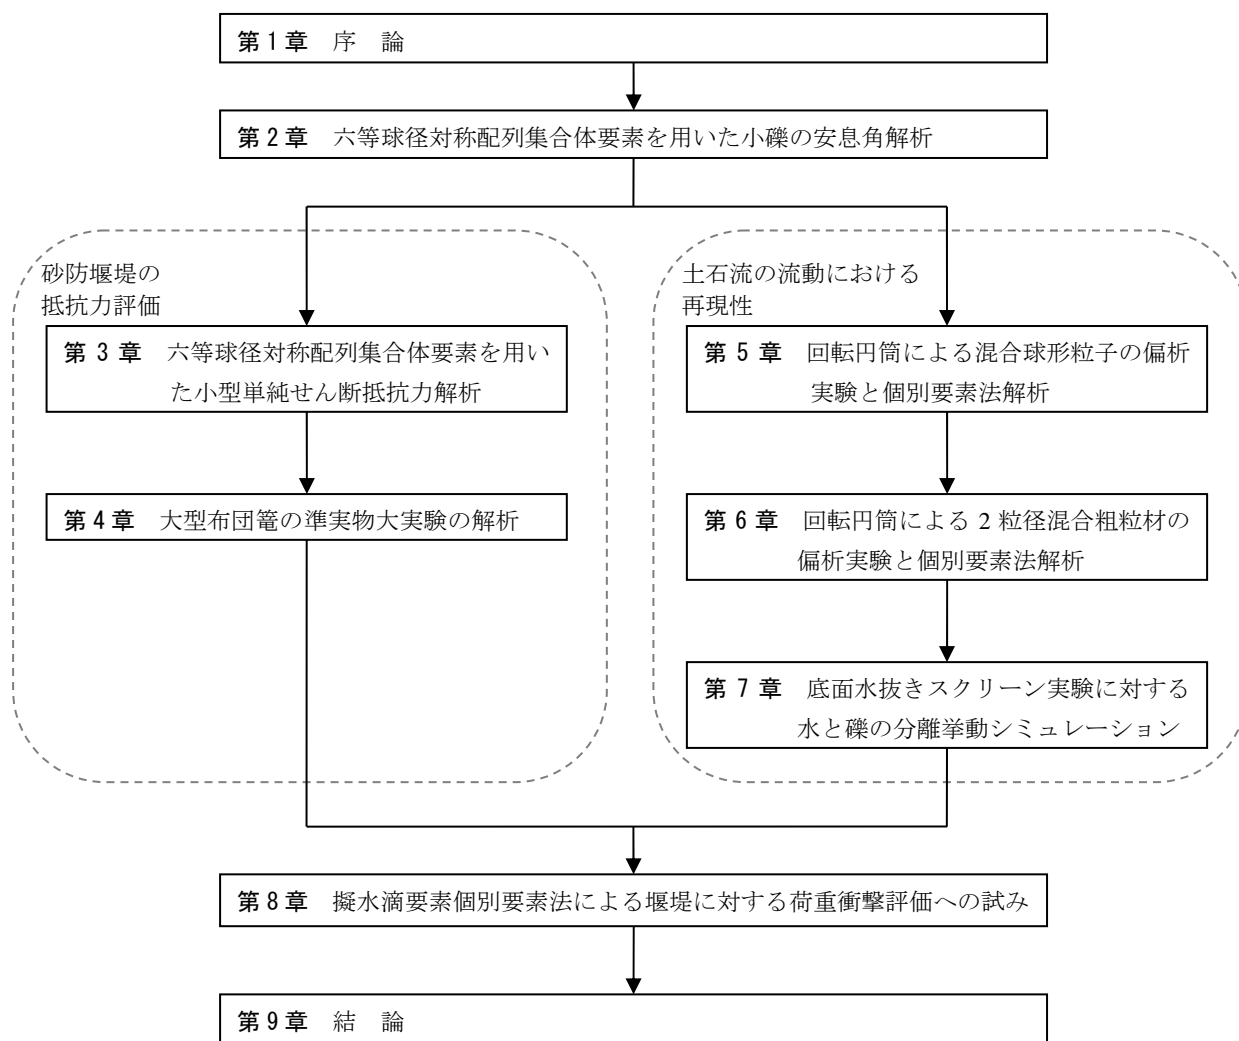 第1章 序　論
第2章 六等球径対称配列集合体要素を用いた小礫の安息角解析
砂防堰堤の
抵抗力評価
第3章 六等球径対称配列集合体要素を用い
た小型単純せん断抵抗力解析
第4章 大型布団篭の準実物大実験の解析
土石流の流動における
再現性
第5章 回転円筒による混合球形粒子の偏析
実験と個別要素法解析
第6章 回転円筒による 2 粒径混合粗粒材の
偏析実験と個別要素法解析
第7章 底面水抜きスクリーン実験に対する
水と礫の分離挙動シミュレーション
第8章 擬水滴要素個別要素法による堰堤に対する荷重衝撃評価への試み
第9章 結　論